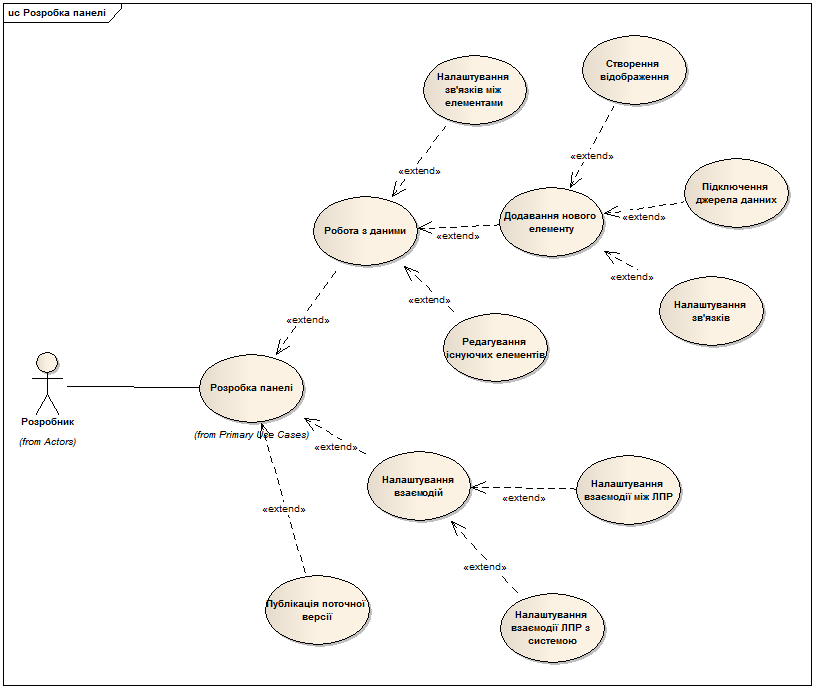 uc Розробка панелі
Створення
відображення
Налаштування
зв'язків між
елементами
«extend»
«extend»
Підключення
джерела данних
Додавання нового
елементу
«extend»
Робота з даними
«extend»
«extend»
«extend»
Налаштування
зв'язків
«extend»
Редагування
існуючих елементів
Розробка панелі
Розробник
(from Actors)
(from Primary Use Cases)
«extend»
Налаштування
взаємодій
Налаштування
взаємодії між ЛПР
«extend»
«extend»
«extend»
Публікація поточної
версії
Налаштування
взаємодії ЛПР з
системою